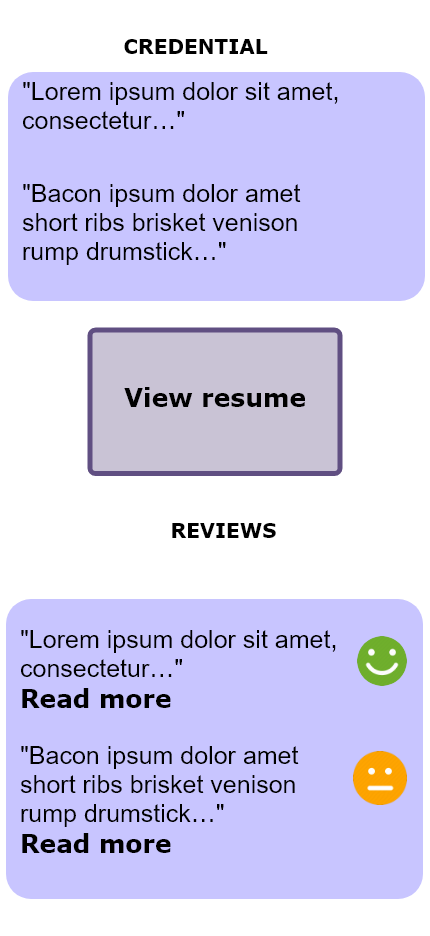 CREDENTIAL
"Lorem ipsum dolor sit amet,
consectetur…"
"Bacon ipsum dolor amet
short ribs brisket venison
rump drumstick…"
View resume
REVIEWS
"Lorem ipsum dolor sit amet,
consectetur…"
Read more
"Bacon ipsum dolor amet
short ribs brisket venison
rump drumstick…"
Read more